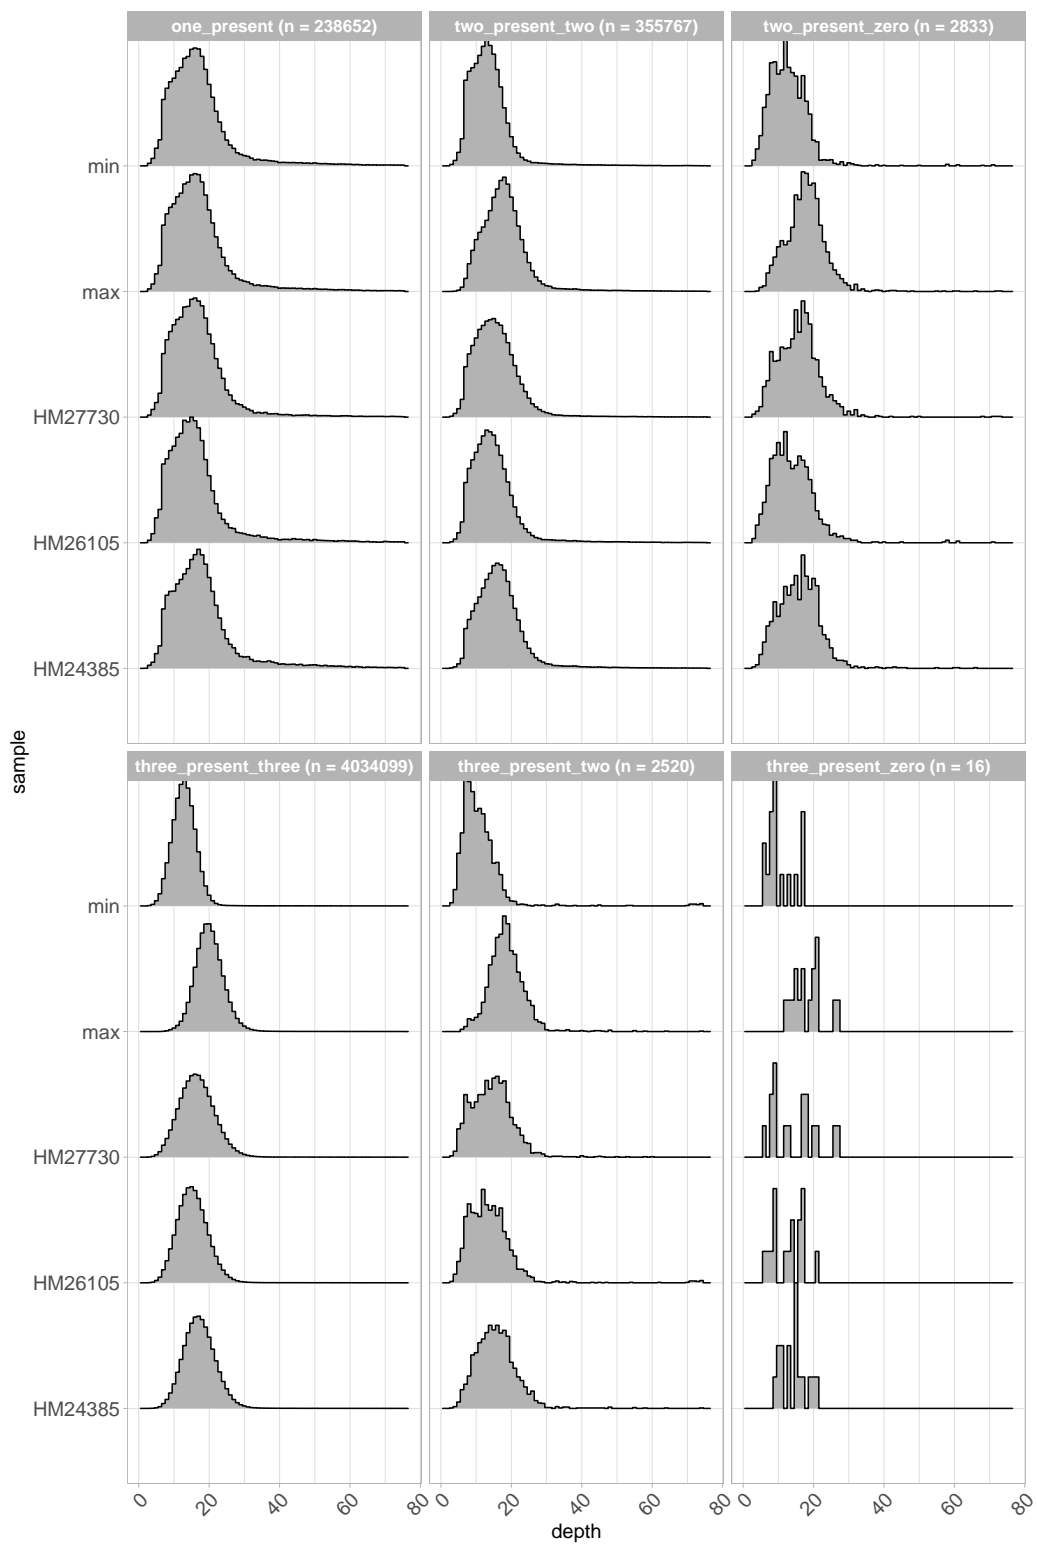 one_present (n = 238652)
two_present_two (n = 355767)
two_present_zero (n = 2833)
min
max
HM27730
HM26105
HM24385
sample
three_present_three (n = 4034099)
three_present_two (n = 2520)
three_present_zero (n = 16)
min
max
HM27730
HM26105
HM24385
0 20 40 60 80 0 20 40 60 80 0 20 40 60 80
depth